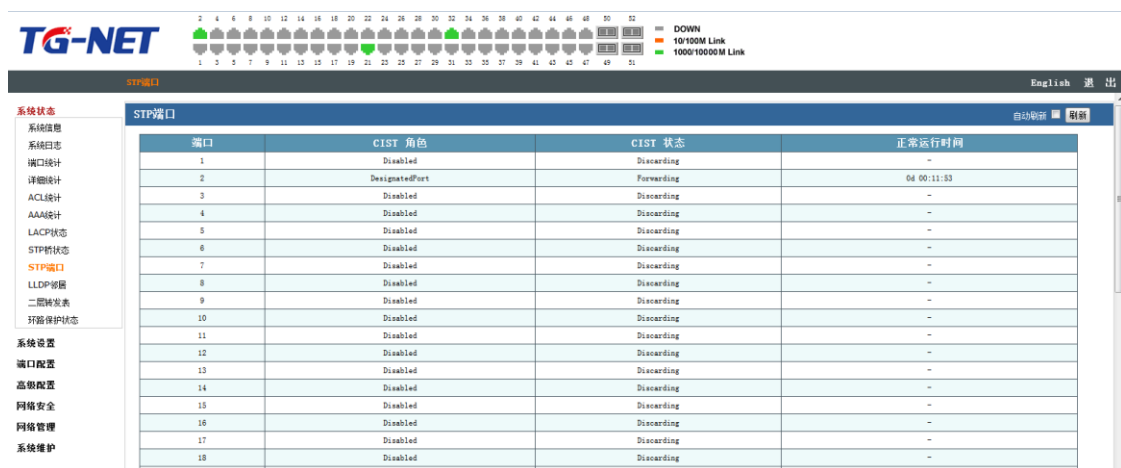 TG-NET
2 4 6 8 10 12 14 16 18 20 22 24 26 28 30 32 34 36 38 40 42 44 46 48 50 52
DOWN
10/100M Link
1000/10000M Link
1 3 5 7 9 11 13 15 17 19 21 23 25 27 29 31 33 35 37 39 41 43 45 47 49 51
STP端口 English 退 出
系统状态
系统信息
系统日志
端口统计
详细统计
ACL统计
AAA统计
LACP状态
STP桥状态
STP端口
LLDP邻居
二层转发表
环路保护状态
系统设置
端口配置
高级配置
网络安全
网络管理
系统维护
STP端口 自动刷新 刷新
端口 CIST 角色 CIST 状态 正常运行时间
1 Disabled Discarding -
2 DesignatedPort Forwarding 0d 00:11:53
3 Disabled Discarding -
4 Disabled Discarding -
5 Disabled Discarding -
6 Disabled Discarding -
7 Disabled Discarding -
8 Disabled Discarding -
9 Disabled Discarding -
10 Disabled Discarding -
11 Disabled Discarding -
12 Disabled Discarding -
13 Disabled Discarding -
14 Disabled Discarding -
15 Disabled Discarding -
16 Disabled Discarding -
17 Disabled Discarding -
18 Disabled Discarding -